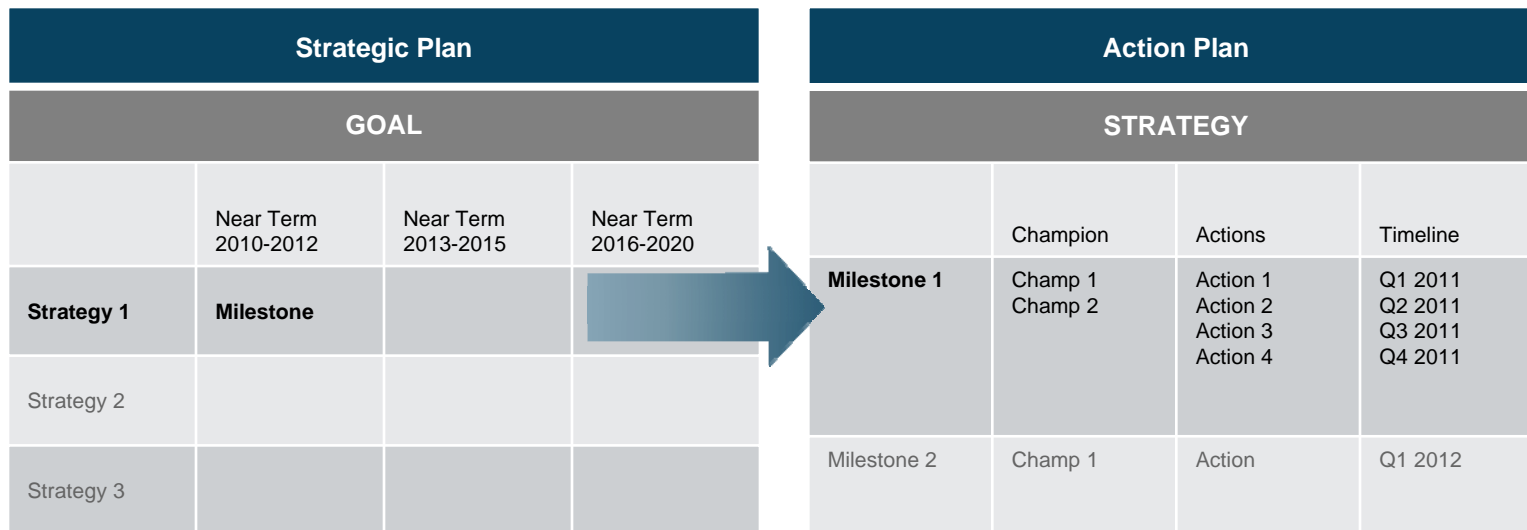 Strategic Plan
GOAL
Near Term
2010-2012
Near Term
2013-2015
Near Term
2016-2020
Strategy 1
Milestone
Strategy 2
Strategy 3
Action Plan
STRATEGY
Champion
Actions
Timeline
Milestone 1
Champ 1
Champ 2
Action 1
Action 2
Action 3
Action 4
Q1 2011
Q2 2011
Q3 2011
Q4 2011
Milestone 2
Champ 1
Action
Q1 2012